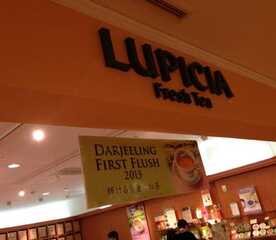 LUPICIA
Fresh Tea
DARJEELING
FIRST FLUSH
2013